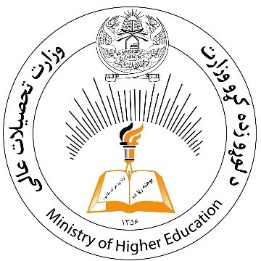 وزارت تحصیلات عالی
د لوړو زده کړو وزارت
۱۳۵۶
Ministry of Higher Education